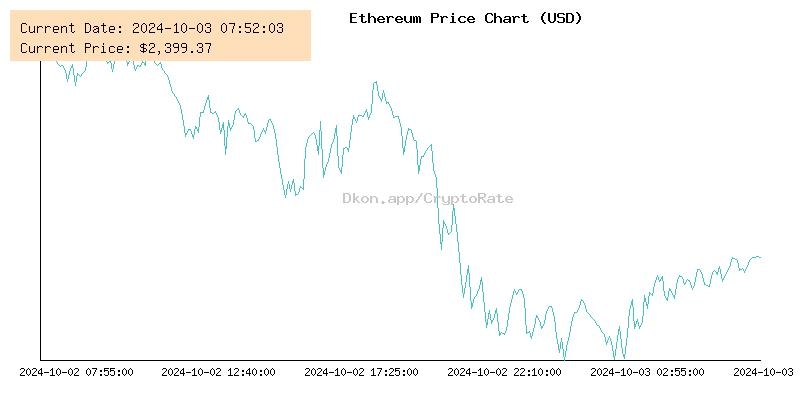 Ethereum Price Chart (USD)
Current Date: 2024-10-03 07:52:03
Current Price: $2,399.37
Dkon.app/CryptoRate
2024-10-02 07:55:00 2024-10-02 12:40:00 2024-10-02 17:25:00 2024-10-02 22:10:00 2024-10-03 02:55:00 2024-10-03